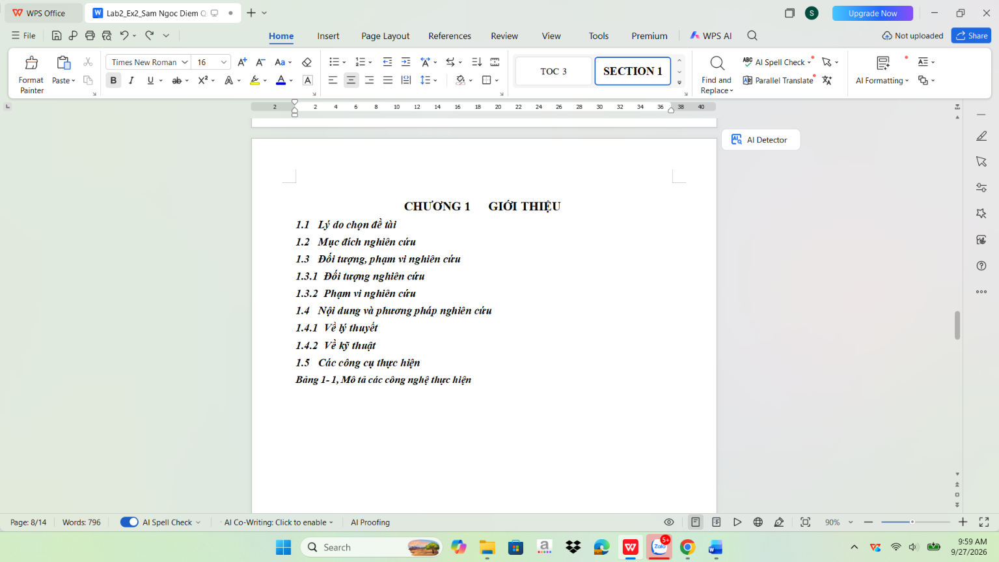 WPS Office
Lab2_Ex2_Sam Ngoc Diem
File
Home Insert Page Layout References Review View Tools Premium WPS AI
Upgrade Now
S
Not uploaded
Share
Format Painter
Paste
Times New Roman
16
TOC 3
SECTION 1
Find and Replace
AI Spell Check
Parallel Translate
AI Formatting
2 2 4 6 8 10 12 14 16 18 20 22 24 26 28 30 32 34 36 38 40
AI Detector
CHƯƠNG 1 GIỚI THIỆU
1.1 Lý do chọn đề tài
1.2 Mục đích nghiên cứu
1.3 Đối tượng, phạm vi nghiên cứu
1.3.1 Đối tượng nghiên cứu
1.3.2 Phạm vi nghiên cứu
1.4 Nội dung và phương pháp nghiên cứu
1.4.1 Về lý thuyết
1.4.2 Về kỹ thuật
1.5 Các công cụ thực hiện
Bảng 1- 1, Mô tả các công nghệ thực hiện
Page: 8/14
Words: 796
AI Spell Check
AI Co-Writing: Click to enable
AI Proofing
90%
Search
5+
Zalo
9:59 AM
9/27/2026